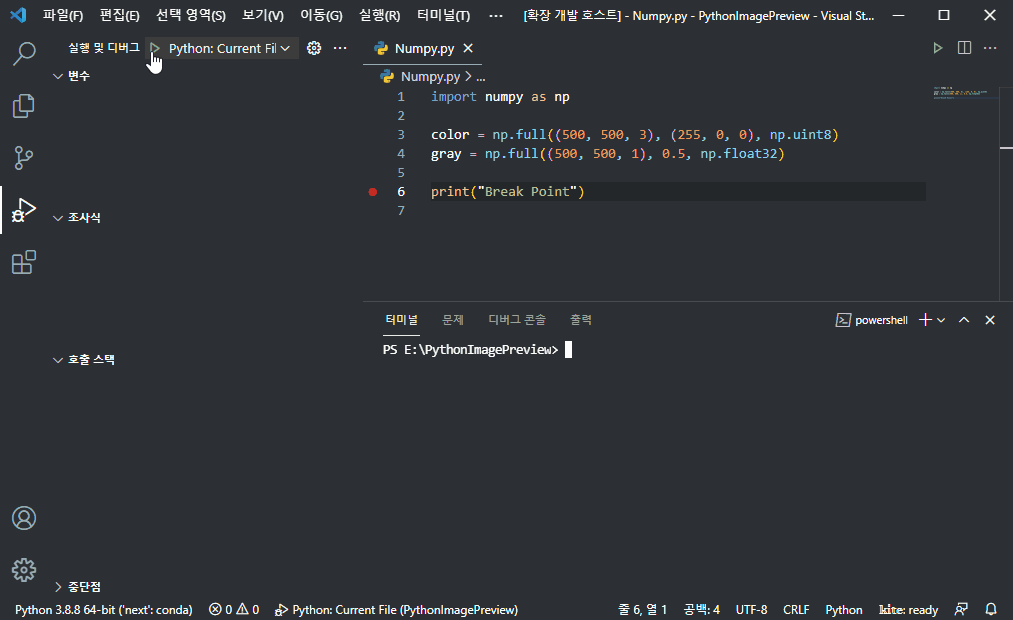 파일(F) 편집(E) 선택 영역(S) 보기(V) 이동(G) 실행(R) 터미널(T) ··· [확장 개발 호스트] - Numpy.py - PythonImagePreview - Visual St...
실행 및 디버그 Python: Current Fil ···
변수
조사식
호출 스택
중단점
Numpy.py
Numpy.py > ...
1 import numpy as np
2
3 color = np.full((500, 500, 3), (255, 0, 0), np.uint8)
4 gray = np.full((500, 500, 1), 0.5, np.float32)
5
6 print("Break Point")
7
터미널 문제 디버그 콘솔 출력 powershell
PS E:\PythonImagePreview>
Python 3.8.8 64-bit ('next': conda) 0 0 Python: Current File (PythonImagePreview) 줄 6, 열 1 공백: 4 UTF-8 CRLF Python kite: ready